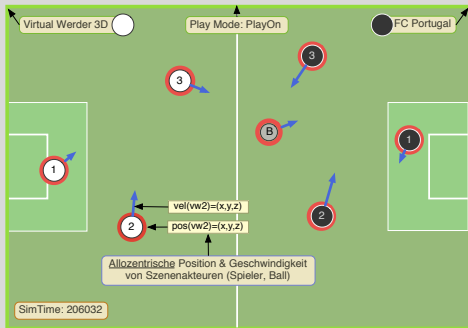 Virtual Werder 3D
Play Mode: PlayOn
FC Portugal
3
3
B
1
1
2
vel(vw2)=(x,y,z)
pos(vw2)=(x,y,z)
2
Allozentrische Position & Geschwindigkeit
von Szenenakteuren (Spieler, Ball)
SimTime: 206032